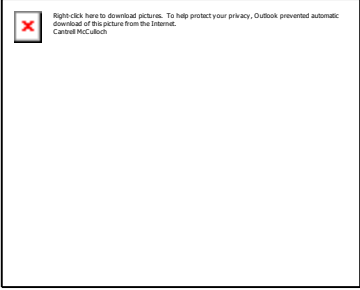 Right-click here to download pictures.  To help protect your privacy, Outlook prevented automatic
download of this picture from the Internet.
Cantrell McCulloch